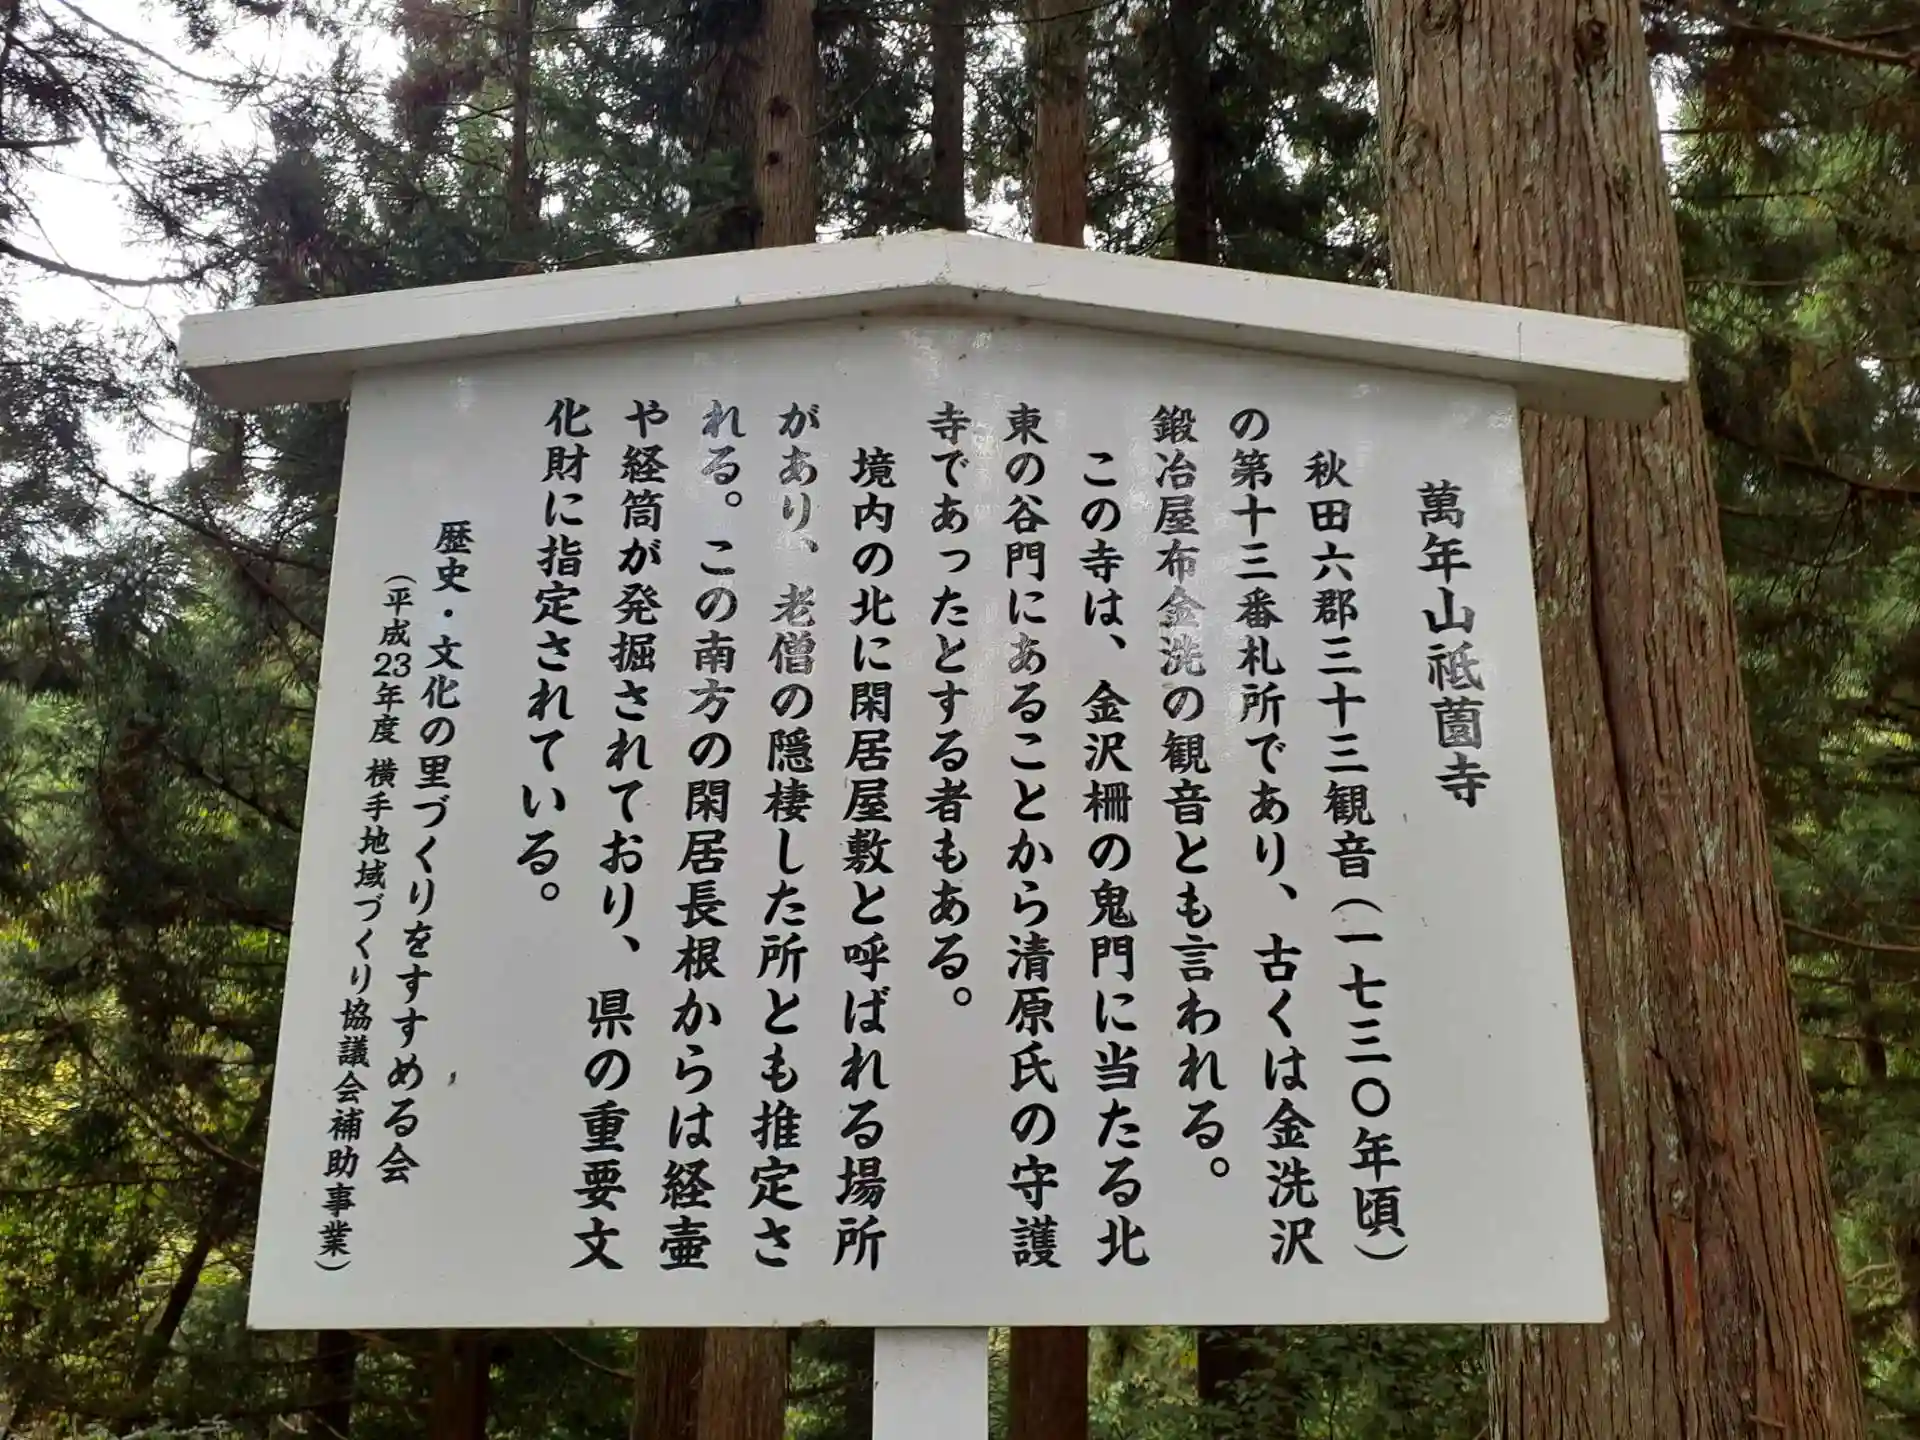 萬年山祗薗寺
秋田六郡三十三観音（一七三〇年頃）
の第十三番札所であり、古くは金洗沢
鍛冶屋布金洗の観音とも言われる。
この寺は、金沢柵の鬼門に当たる北
東の谷門にあることから清原氏の守護
寺であったとする者もある。
境内の北に閑居屋敷と呼ばれる場所
があり、老僧の隠棲した所とも推定さ
れる。この南方の閑居長根からは経壷
や経筒が発掘されており、県の重要文
化財に指定されている。
歴史・文化の里づくりをすすめる会
（平成23年度 横手地域づくり協議会補助事業）